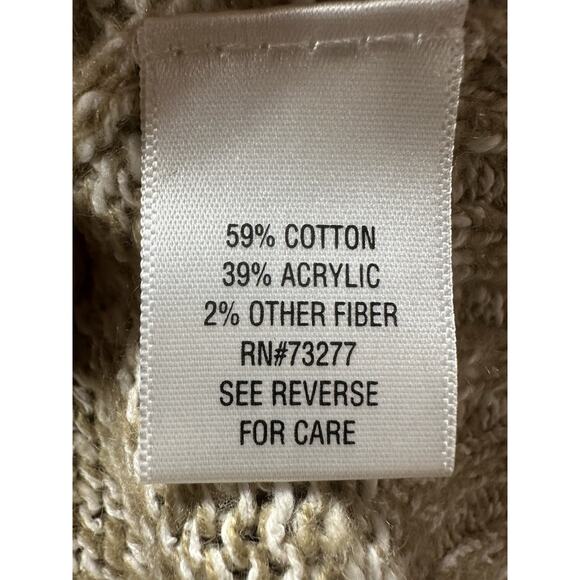 59% COTTON
39% ACRYLIC
2% OTHER FIBER
RN#73277
SEE REVERSE
FOR CARE